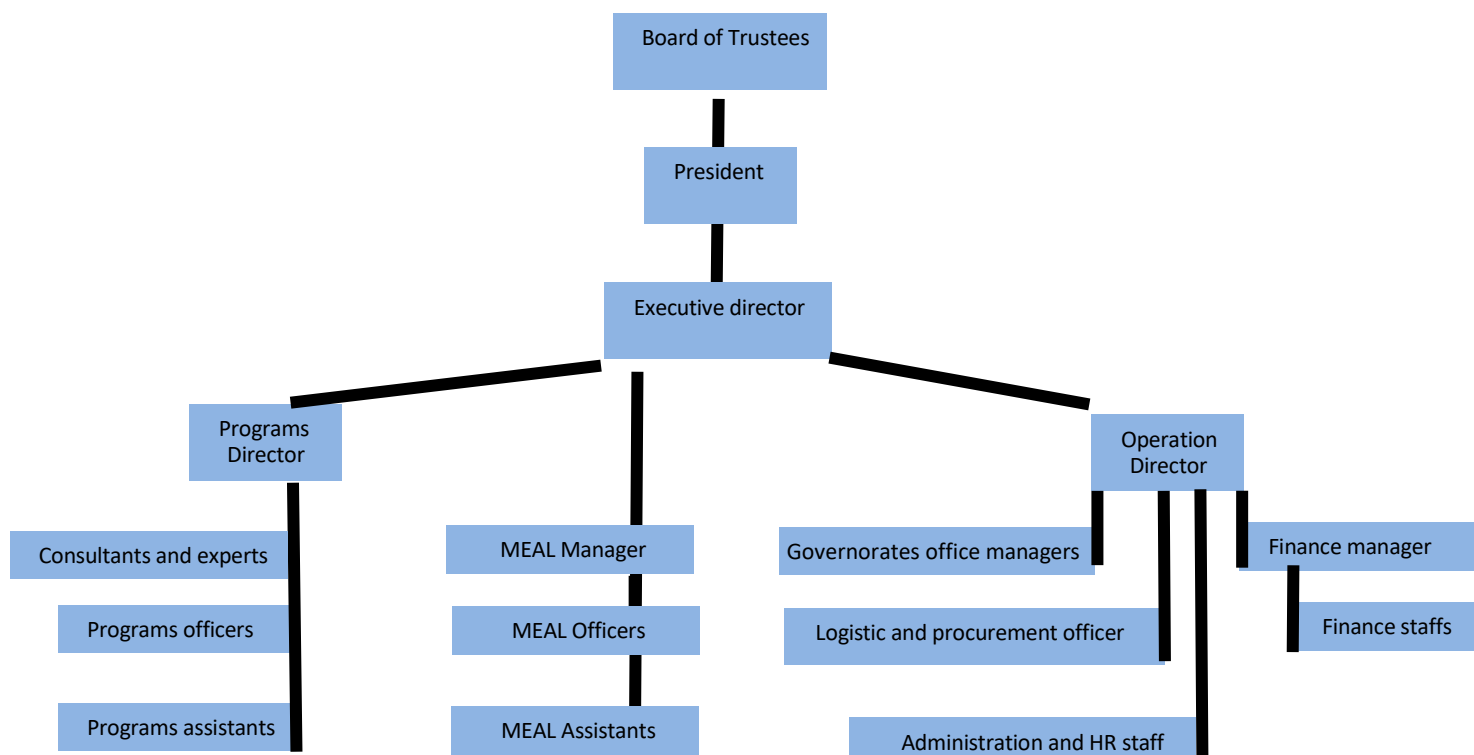 Board of Trustees
President
Executive director
Programs
Director
Operation
Director
Consultants and experts
MEAL Manager
Governorates office managers
Finance manager
Programs officers
MEAL Officers
Logistic and procurement officer
Finance staffs
Programs assistants
MEAL Assistants
Administration and HR staff